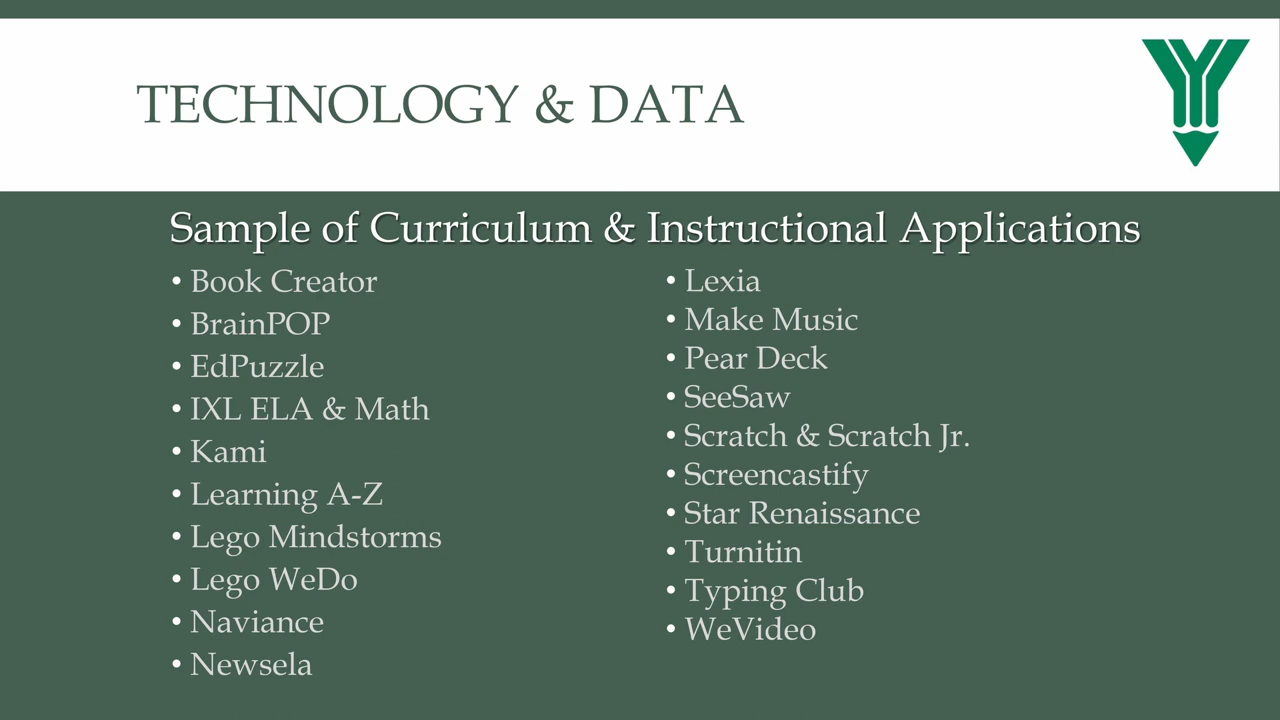 TECHNOLOGY & DATA
Sample of Curriculum & Instructional Applications
• Book Creator
• BrainPOP
• EdPuzzle
• IXL ELA & Math
• Kami
• Learning A-Z
• Lego Mindstorms
• Lego WeDo
• Naviance
• Newsela
• Lexia
• Make Music
• Pear Deck
• SeeSaw
• Scratch & Scratch Jr.
• Screencastify
• Star Renaissance
• Turnitin
• Typing Club
• WeVideo